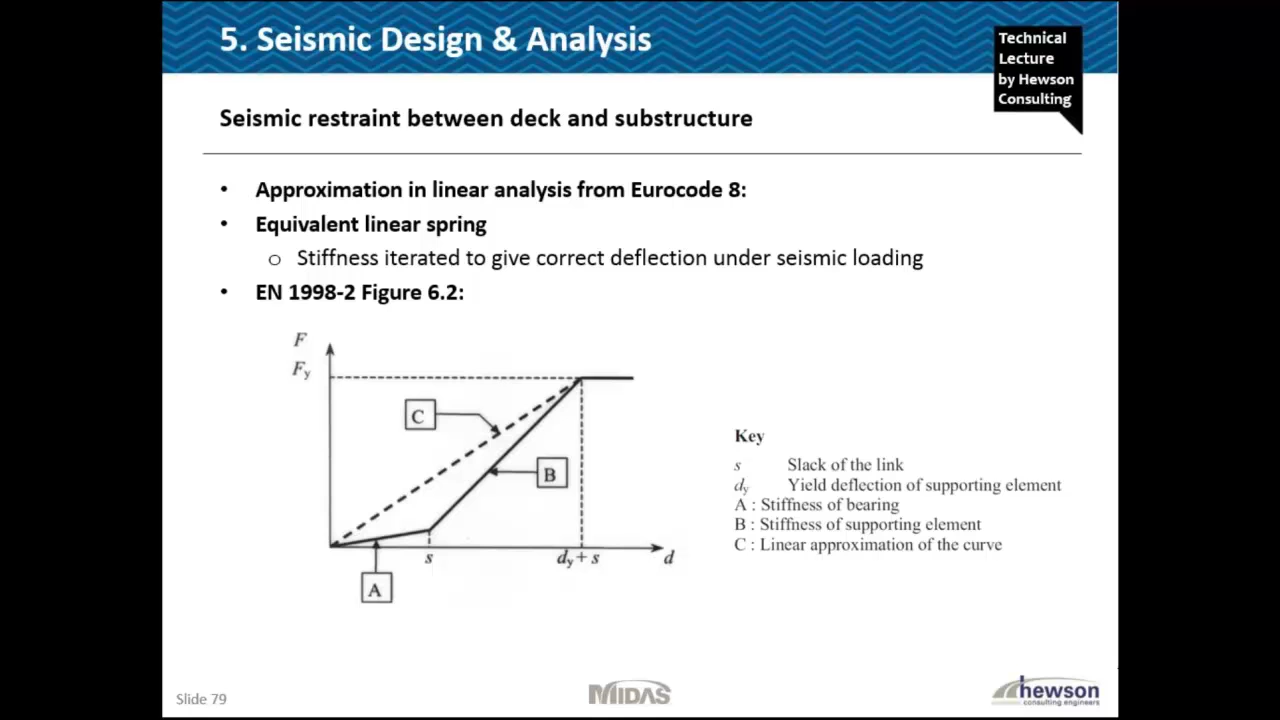 5. Seismic Design & Analysis
Technical
Lecture
by Hewson
Consulting
Seismic restraint between deck and substructure
• Approximation in linear analysis from Eurocode 8:
• Equivalent linear spring
o Stiffness iterated to give correct deflection under seismic loading
• EN 1998-2 Figure 6.2:
F
Fy
C
B
A
s
dy + s
d
Key
s Slack of the link
dy Yield deflection of supporting element
A : Stiffness of bearing
B : Stiffness of supporting element
C : Linear approximation of the curve
Slide 79
MIDAS
hewson
consulting engineers